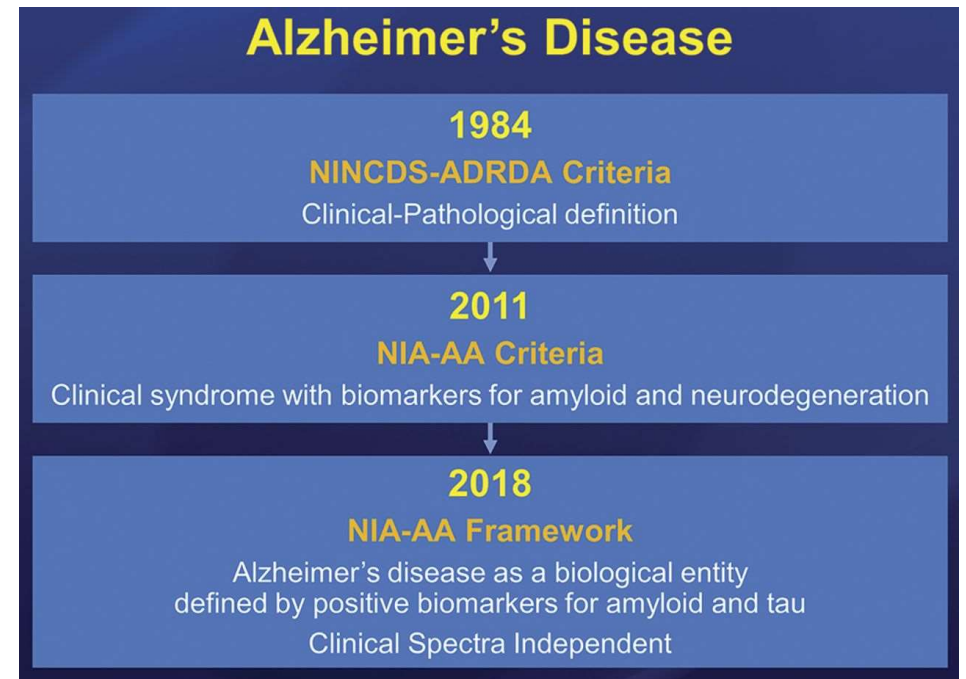 Alzheimer’s Disease
1984
NINCDS-ADRDA Criteria
Clinical-Pathological definition
2011
NIA-AA Criteria
Clinical syndrome with biomarkers for amyloid and neurodegeneration
2018
NIA-AA Framework
Alzheimer’s disease as a biological entity
defined by positive biomarkers for amyloid and tau
Clinical Spectra Independent